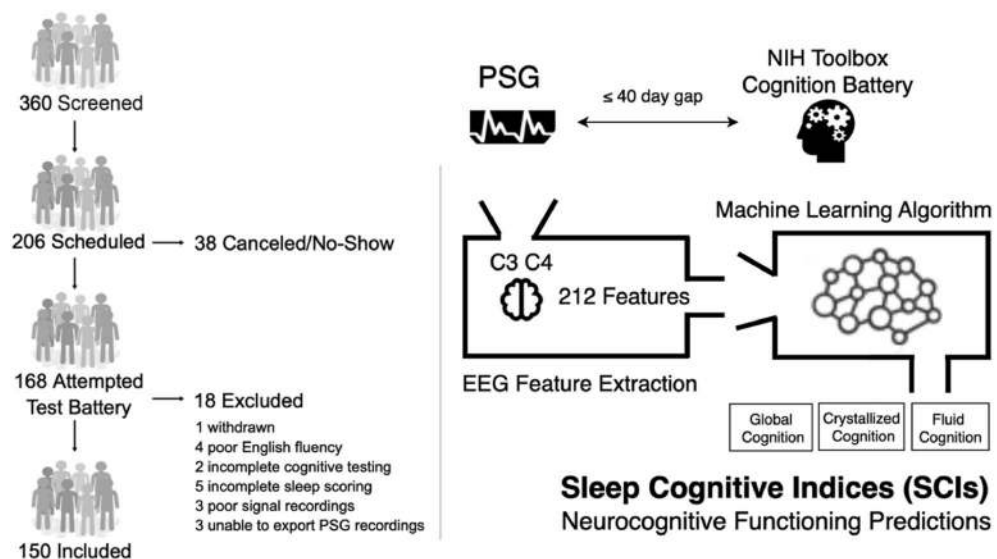 360 Screened
206 Scheduled
38 Canceled/No-Show
168 Attempted
Test Battery
18 Excluded
1 withdrawn
4 poor English fluency
2 incomplete cognitive testing
5 incomplete sleep scoring
3 poor signal recordings
3 unable to export PSG recordings
150 Included
PSG
≤ 40 day gap
NIH Toolbox
Cognition Battery
C3 C4
212 Features
EEG Feature Extraction
Machine Learning Algorithm
Global
Cognition
Crystallized
Cognition
Fluid
Cognition
Sleep Cognitive Indices (SCIs)
Neurocognitive Functioning Predictions